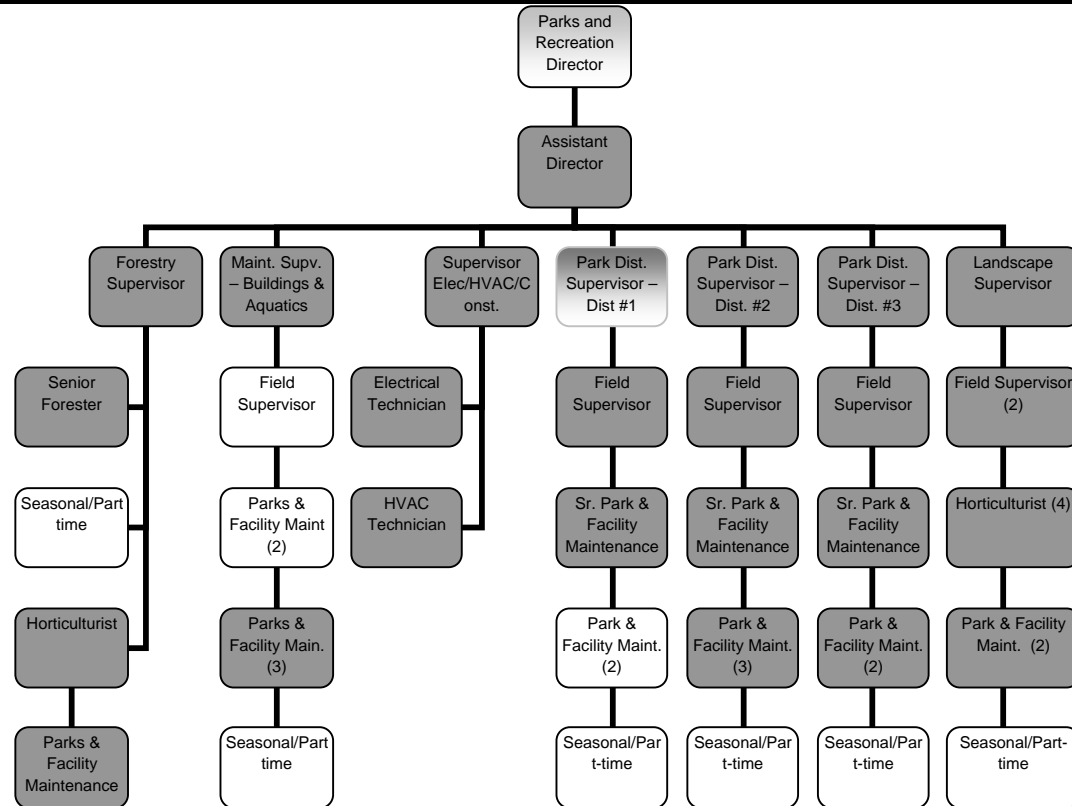 Parks and
Recreation
Director
Assistant
Director
Forestry
Supervisor
Maint. Supv.
– Buildings &
Aquatics
Supervisor
Elec/HVAC/C
onst.
Park Dist.
Supervisor –
Dist #1
Park Dist.
Supervisor –
Dist. #2
Park Dist.
Supervisor –
Dist. #3
Landscape
Supervisor
Senior
Forester
Field
Supervisor
Electrical
Technician
Field
Supervisor
Field
Supervisor
Field
Supervisor
Field Supervisor
(2)
Seasonal/Part
time
Parks &
Facility Maint
(2)
HVAC
Technician
Sr. Park &
Facility
Maintenance
Sr. Park &
Facility
Maintenance
Sr. Park &
Facility
Maintenance
Horticulturist (4)
Horticulturist
Parks &
Facility Main.
(3)
Park &
Facility Maint.
(2)
Park &
Facility Maint.
(3)
Park &
Facility Maint.
(2)
Park & Facility
Maint. (2)
Parks &
Facility
Maintenance
Seasonal/Part
time
Seasonal/Par
t-time
Seasonal/Par
t-time
Seasonal/Par
t-time
Seasonal/Part-
time